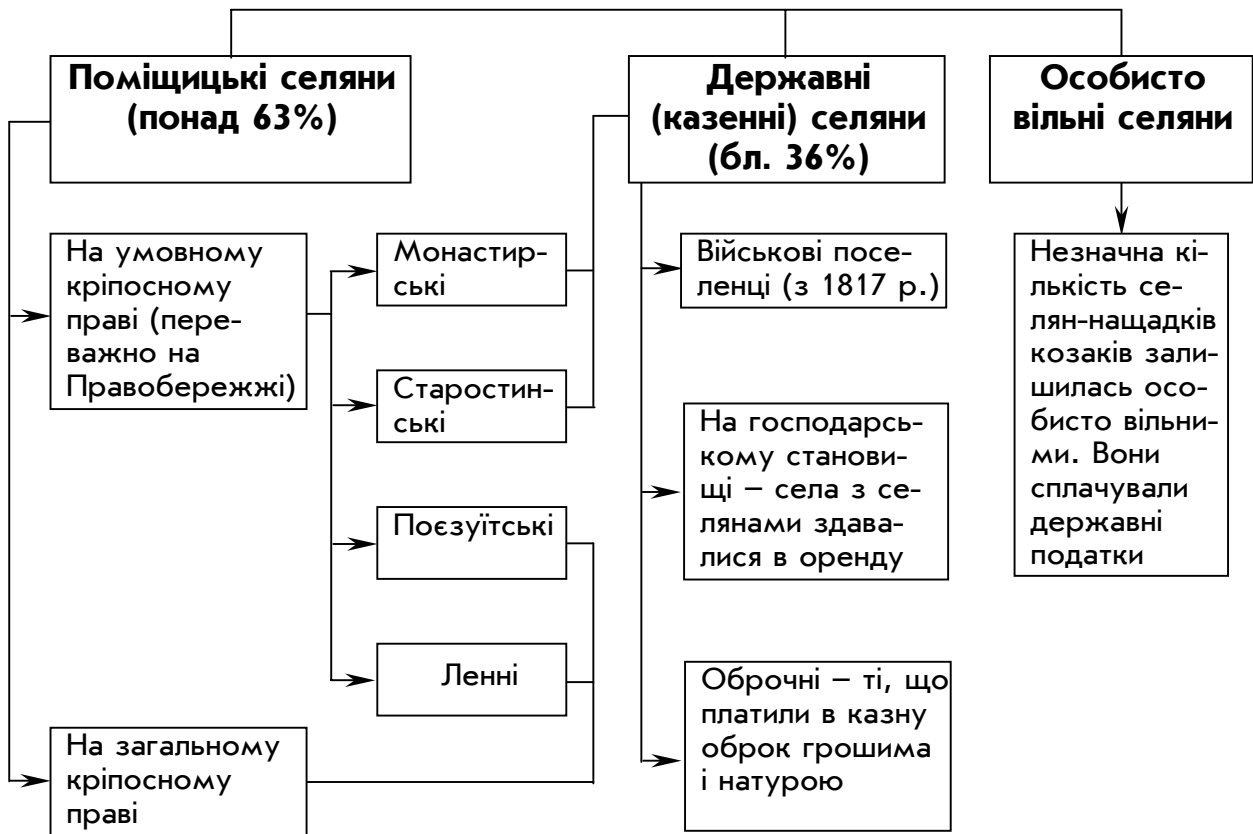 Поміщицькі селяни
(понад 63%)
Державні
(казенні) селяни
(бл. 36%)
Особисто
вільні селяни
На умовному
кріпосному
праві (пере-
важно на
Правобережжі)
Монастир-
ські
Старостин-
ські
Поєзуїтські
Ленні
На загальному
кріпосному
праві
Військові посе-
ленці (з 1817 р.)
На господарсь-
кому станови-
щі – села з се-
лянами здава-
лися в оренду
Оброчні – ті, що
платили в казну
оброк грошима
і натурою
Незначна кі-
лькість се-
лян-нащадків
козаків зали-
шилась осо-
бисто вільни-
ми. Вони
сплачували
державні
податки